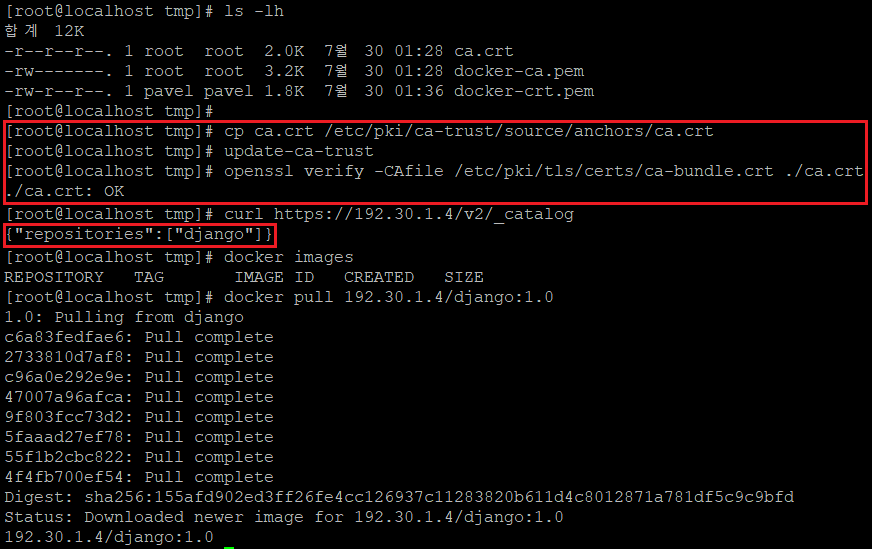 [root@localhost tmp]# ls -lh
합계 12K
-r--r--r--. 1 root  root  2.0K  7월  30 01:28 ca.crt
-rw-------. 1 root  root  3.2K  7월  30 01:28 docker-ca.pem
-rw-r--r--. 1 pavel pavel 1.8K  7월  30 01:36 docker-crt.pem
[root@localhost tmp]#
[root@localhost tmp]# cp ca.crt /etc/pki/ca-trust/source/anchors/ca.crt
[root@localhost tmp]# update-ca-trust
[root@localhost tmp]# openssl verify -CAfile /etc/pki/tls/certs/ca-bundle.crt ./ca.crt
./ca.crt: OK
[root@localhost tmp]# curl https://192.30.1.4/v2/_catalog
{"repositories":["django"]}
[root@localhost tmp]# docker images
REPOSITORY   TAG       IMAGE ID   CREATED   SIZE
[root@localhost tmp]# docker pull 192.30.1.4/django:1.0
1.0: Pulling from django
c6a83fedfae6: Pull complete
2733810d7af8: Pull complete
c96a0e292e9e: Pull complete
47007a96afca: Pull complete
9f803fcc73d2: Pull complete
5faaad27ef78: Pull complete
55f1b2cbc822: Pull complete
4f4fb700ef54: Pull complete
Digest: sha256:155afd902ed3ff26fe4cc126937c11283820b611d4c8012871a781df5c9c9bfd
Status: Downloaded newer image for 192.30.1.4/django:1.0
192.30.1.4/django:1.0